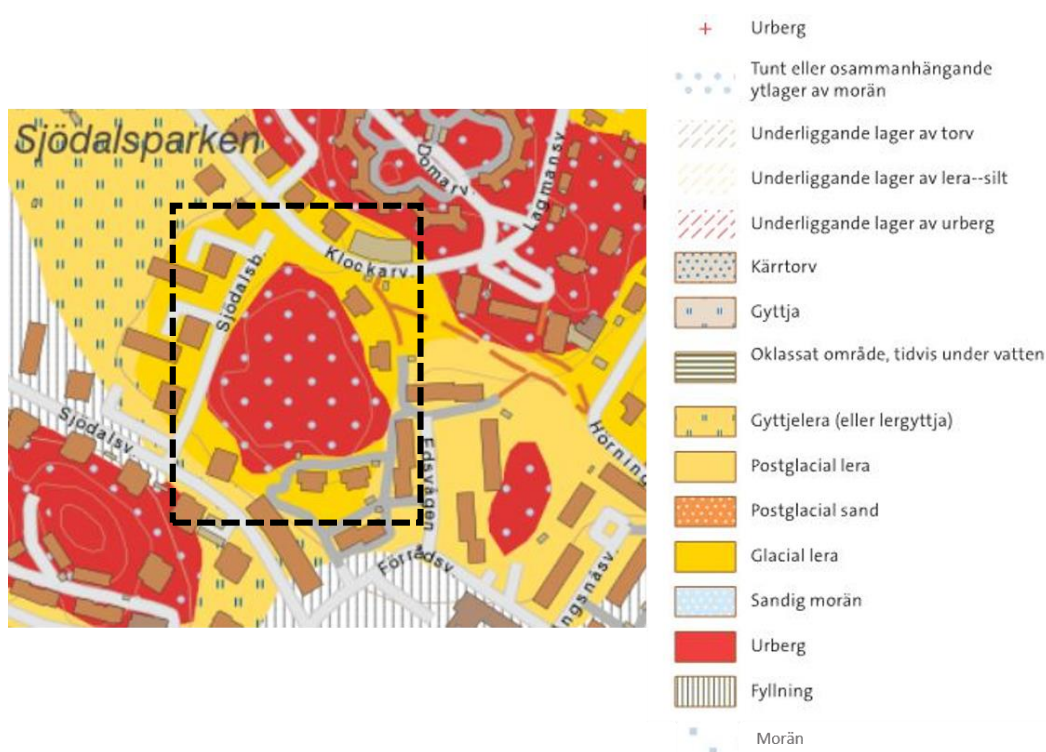 Sjödalsparken
Domarv.
Lagmansv
Klockarv.
Sjödalsb.
Sjödalsv.
Edsvägen
Förrådsv.
Hörning
ngsnäsv.
Urberg
Tunt eller osammanhängande
ytlager av morän
Underliggande lager av torv
Underliggande lager av lera--silt
Underliggande lager av urberg
Kärrtorv
Gyttja
Oklassat område, tidvis under vatten
Gyttjelera (eller lergyttja)
Postglacial lera
Postglacial sand
Glacial lera
Sandig morän
Urberg
Fyllning
Morän